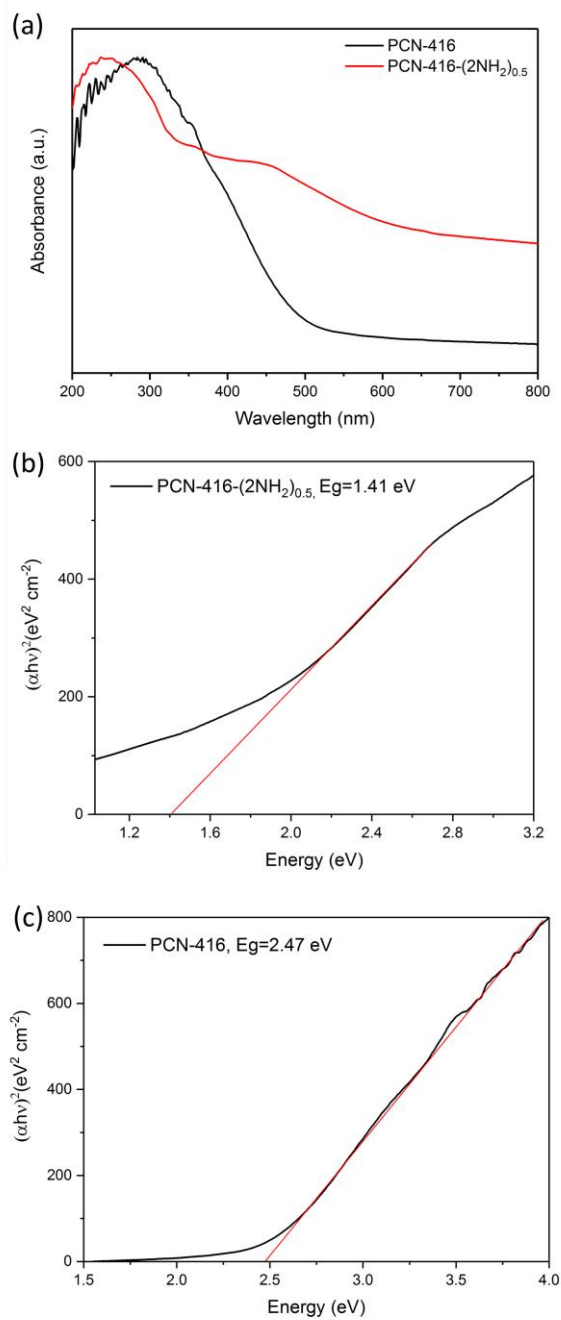 (a)
PCN-416
PCN-416-(2NH₂)₀.₅
Absorbance (a.u.)
200 300 400 500 600 700 800
Wavelength (nm)
(b)
600
PCN-416-(2NH₂)₀.₅, Eg=1.41 eV
400
(αhν)²(eV² cm⁻²)
200
0
1.2 1.6 2.0 2.4 2.8 3.2
Energy (eV)
(c)
800
PCN-416, Eg=2.47 eV
600
(αhν)²(eV² cm⁻²)
400
200
0
1.5 2.0 2.5 3.0 3.5 4.0
Energy (eV)